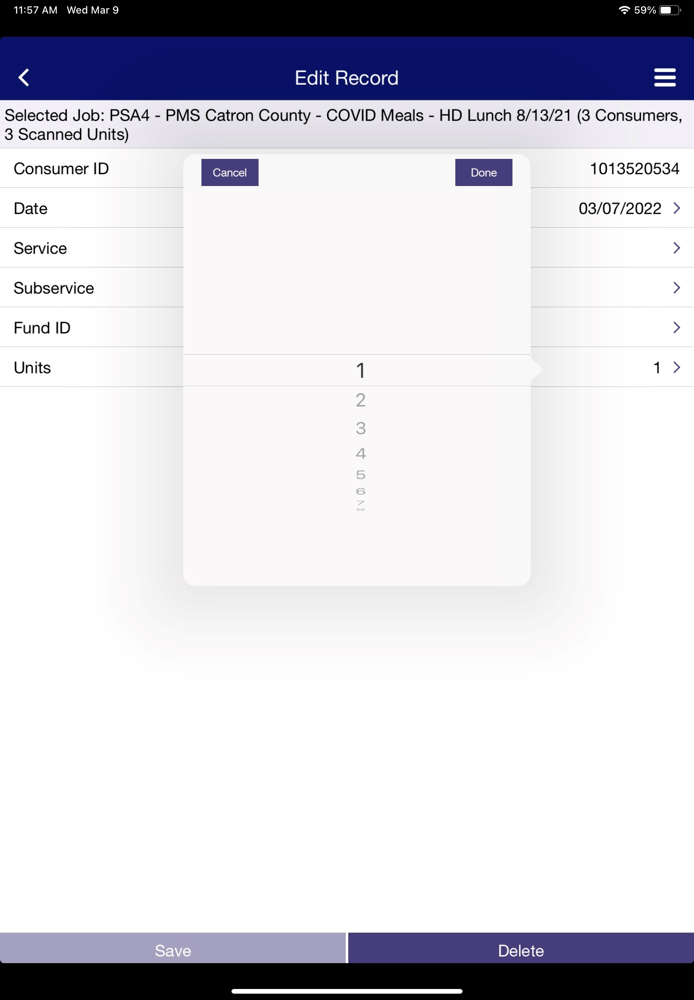 11:57 AM Wed Mar 9 59%
Edit Record
Selected Job: PSA4 - PMS Catron County - COVID Meals - HD Lunch 8/13/21 (3 Consumers,
3 Scanned Units)
Cancel Done
Consumer ID 1013520534
Date 03/07/2022
Service
Subservice
Fund ID
Units 1
1
2
3
4
5
6
7
Save Delete